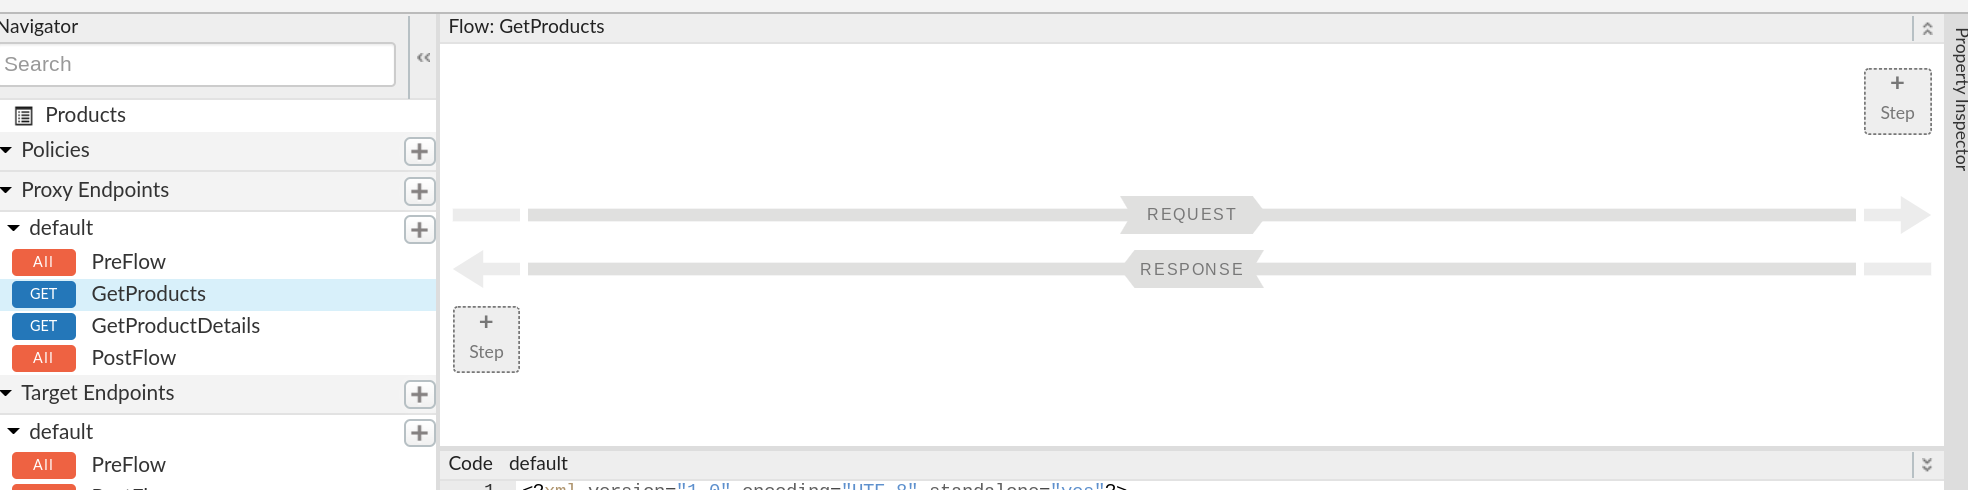 Navigator
Search
Products
Policies
Proxy Endpoints
default
All PreFlow
GET GetProducts
GET GetProductDetails
All PostFlow
Target Endpoints
default
All PreFlow
Flow: GetProducts
+
Step
REQUEST
RESPONSE
+
Step
Code default
1 <?xml version="1.0" encoding="UTF-8" standalone="yes"?>
Property Inspector